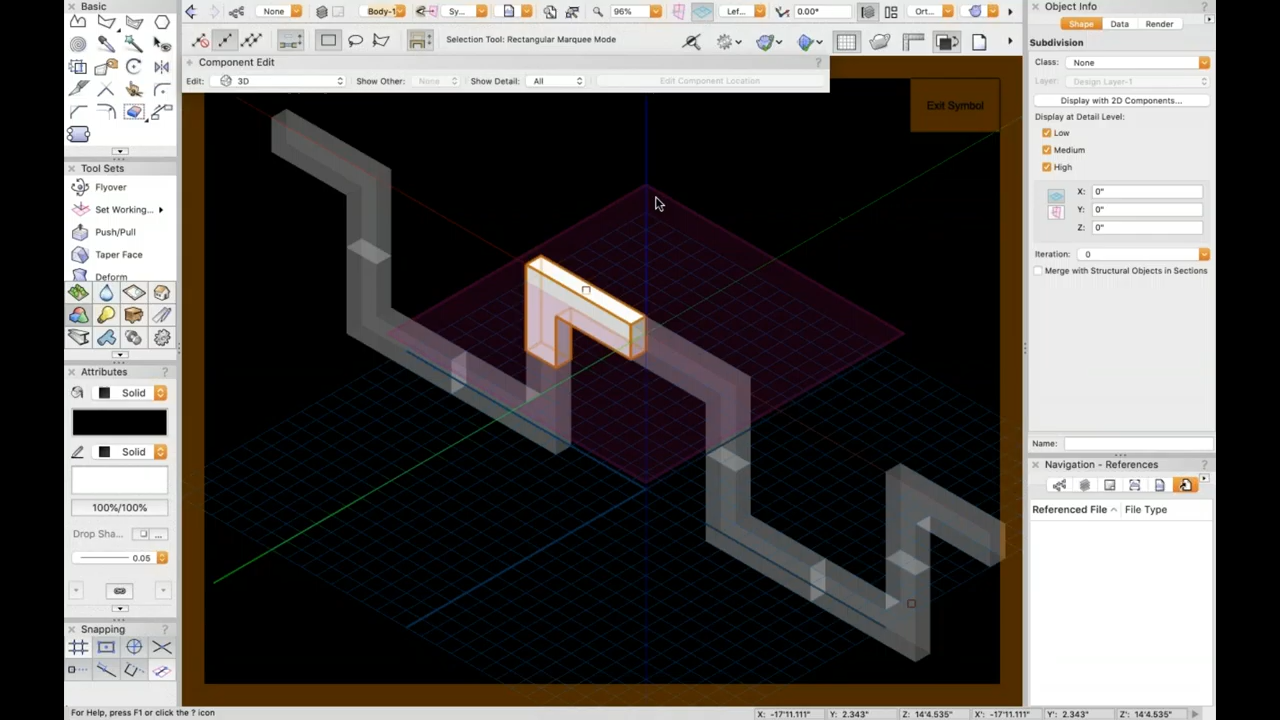 Basic
None
Body-1
Sy...
96%
Lef...
0.00°
Ort...
Selection Tool: Rectangular Marquee Mode
Component Edit
?
Edit:
3D
Show Other:
None
Show Detail:
All
Edit Component Location
Exit Symbol
Tool Sets
Flyover
Set Working...
Push/Pull
Taper Face
Deform
Attributes
?
Solid
Solid
100%/100%
Drop Sha...
...
0.05
Snapping
?
For Help, press F1 or click the ? icon
X: -17'11.111"
Y: 2.343"
Z: 14'4.535"
X': -17'11.111"
Y': 2.343"
Z': 14'4.535"
Object Info
?
Shape
Data
Render
Subdivision
Class:
None
Layer:
Design Layer-1
Display with 2D Components...
Display at Detail Level:
Low
Medium
High
X:
0"
Y:
0"
Z:
0"
Iteration:
0
Merge with Structural Objects in Sections
Name:
Navigation - References
?
Referenced File
File Type